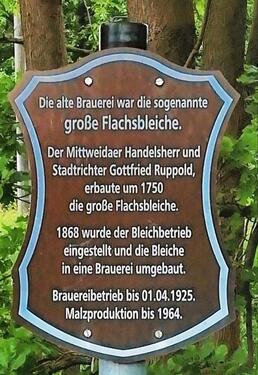 Die alte Brauerei war die sogenannte
große Flachsbleiche.
Der Mittweidaer Handelsherr und
Stadtrichter Gottfried Ruppold,
erbaute um 1750
die große Flachsbleiche.
1868 wurde der Bleichbetrieb
eingestellt und die Bleiche
in eine Brauerei umgebaut.
Brauereibetrieb bis 01.04.1925.
Malzproduktion bis 1964.